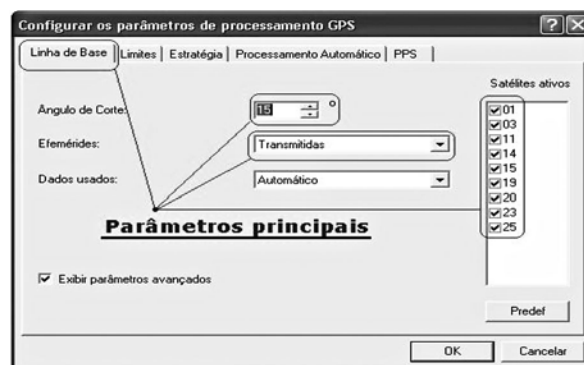 Configurar os parâmetros de processamento GPS
Linha de Base | Limites | Estratégia | Processamento Automático | PPS |
Satélites ativos
Angulo de Corte: 15 °
Efemérides: Transmitidas
Dados usados: Automático
01
03
11
14
15
19
20
23
25
Parâmetros principais
Exibir parâmetros avançados
Predef
OK Cancelar